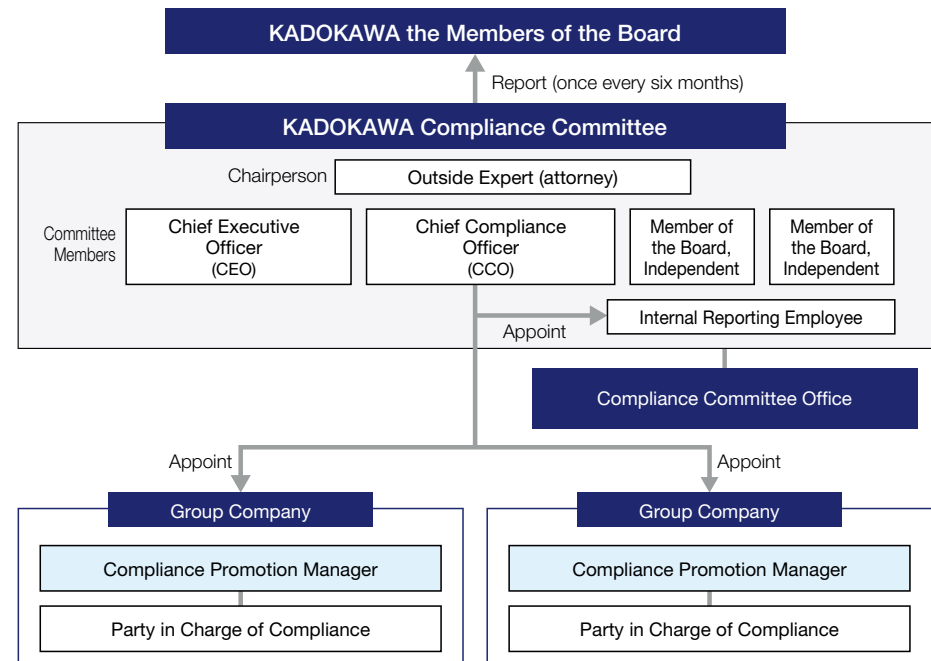 KADOKAWA the Members of the Board
Report (once every six months)
KADOKAWA Compliance Committee
Chairperson
Outside Expert (attorney)
Committee
Members
Chief Executive
Officer
(CEO)
Chief Compliance
Officer
(CCO)
Member of
the Board,
Independent
Member of
the Board,
Independent
Appoint
Internal Reporting Employee
Compliance Committee Office
Appoint
Appoint
Group Company
Compliance Promotion Manager
Party in Charge of Compliance
Group Company
Compliance Promotion Manager
Party in Charge of Compliance